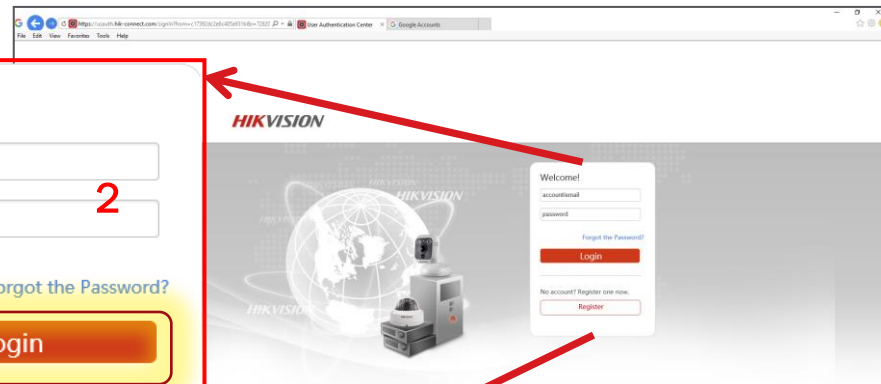 User Authentication Center
Google Accounts
File Edit View Favorites Tools Help
HIKVISION
HIKVISION
HIKVISION
Welcome!
account/email
password
Forgot the Password?
Login
No account? Register one now.
Register
2
orgot the Password?
ogin